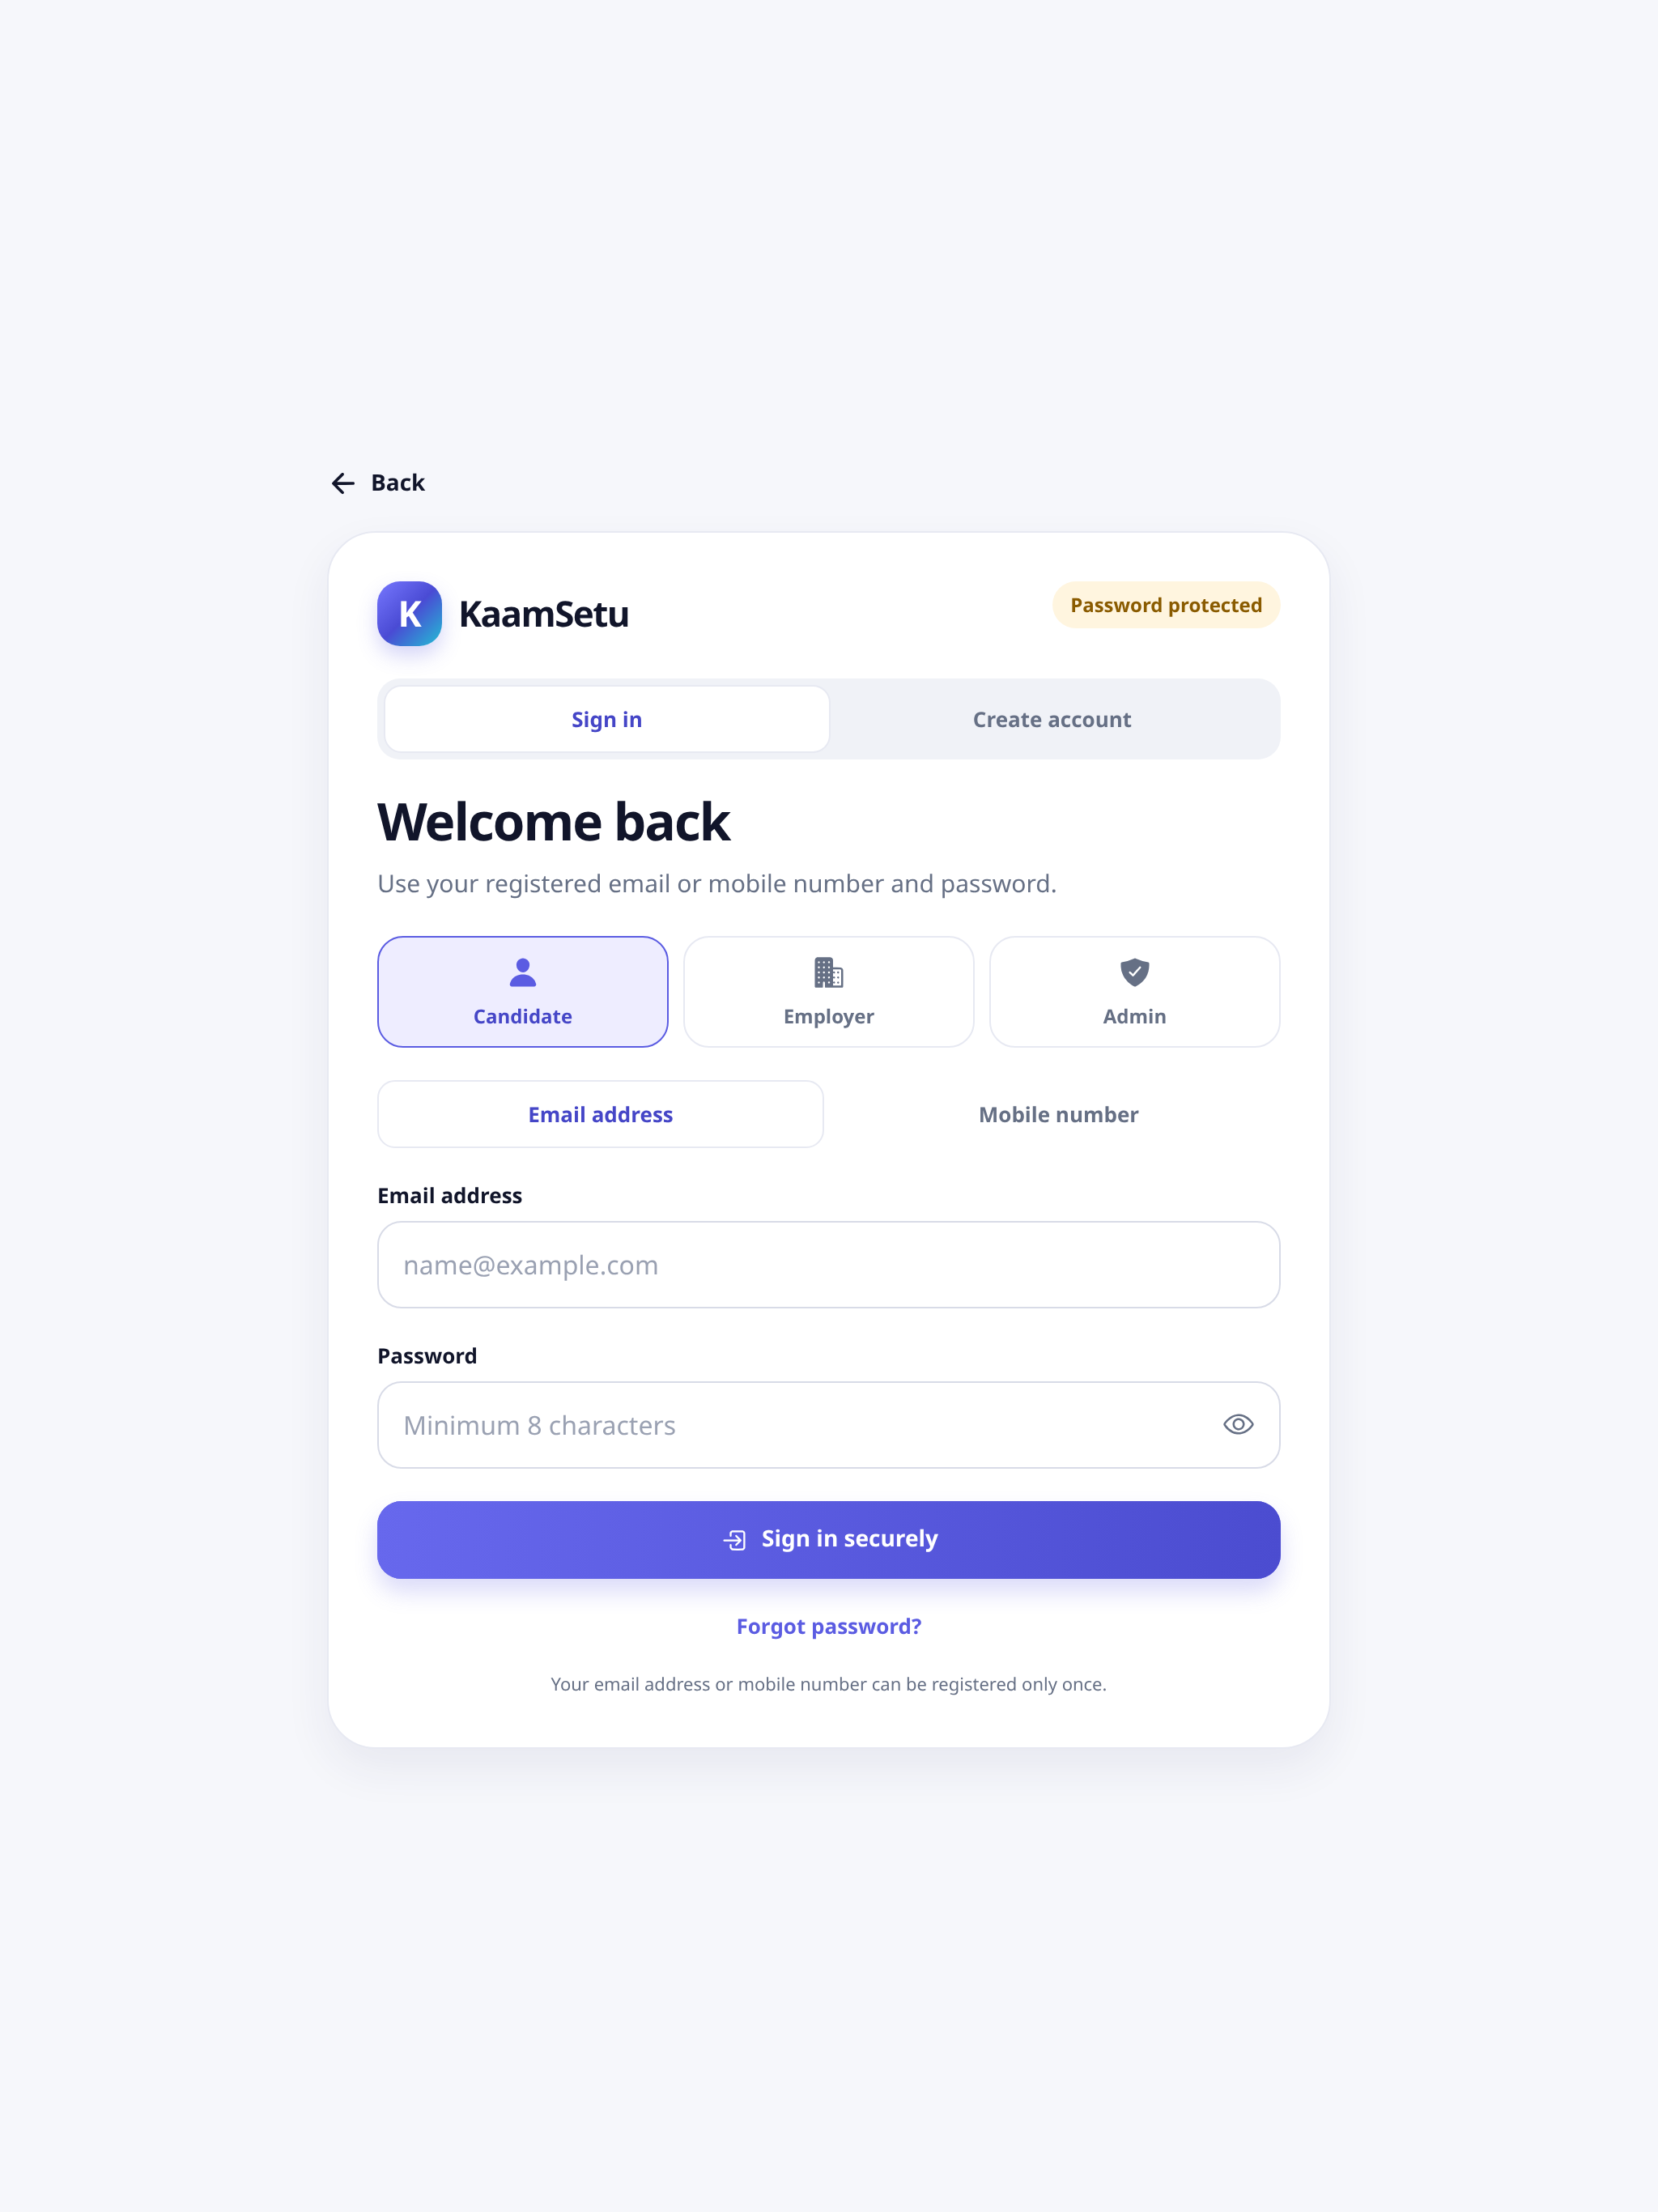 Back
K KaamSetu
Password protected
Sign in
Create account
Welcome back
Use your registered email or mobile number and password.
Candidate
Employer
Admin
Email address
Mobile number
Email address
name@example.com
Password
Minimum 8 characters
Sign in securely
Forgot password?
Your email address or mobile number can be registered only once.